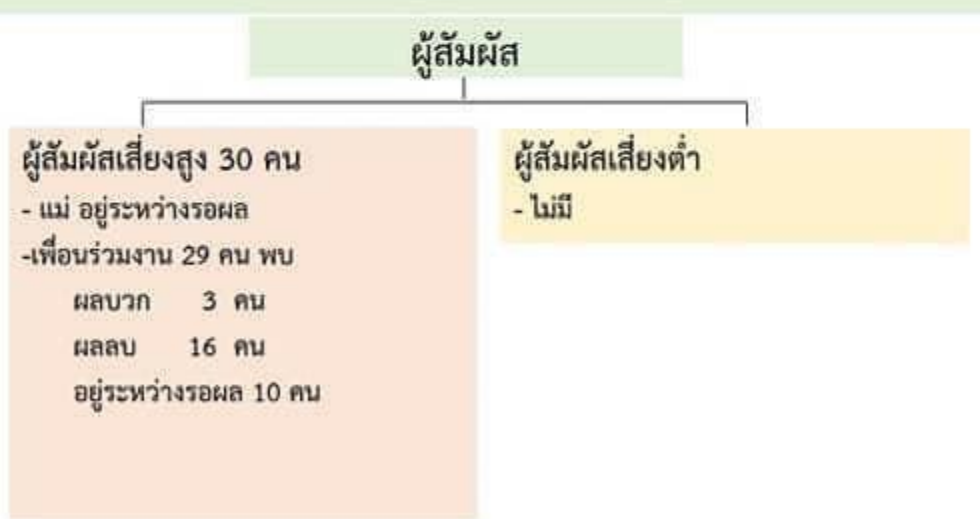 ผู้สัมผัส
ผู้สัมผัสเสี่ยงสูง 30 คน
- แม่ อยู่ระหว่างรอผล
-เพื่อนร่วมงาน 29 คน พบ
ผลบวก 3 คน
ผลลบ 16 คน
อยู่ระหว่างรอผล 10 คน
ผู้สัมผัสเสี่ยงต่ำ
- ไม่มี